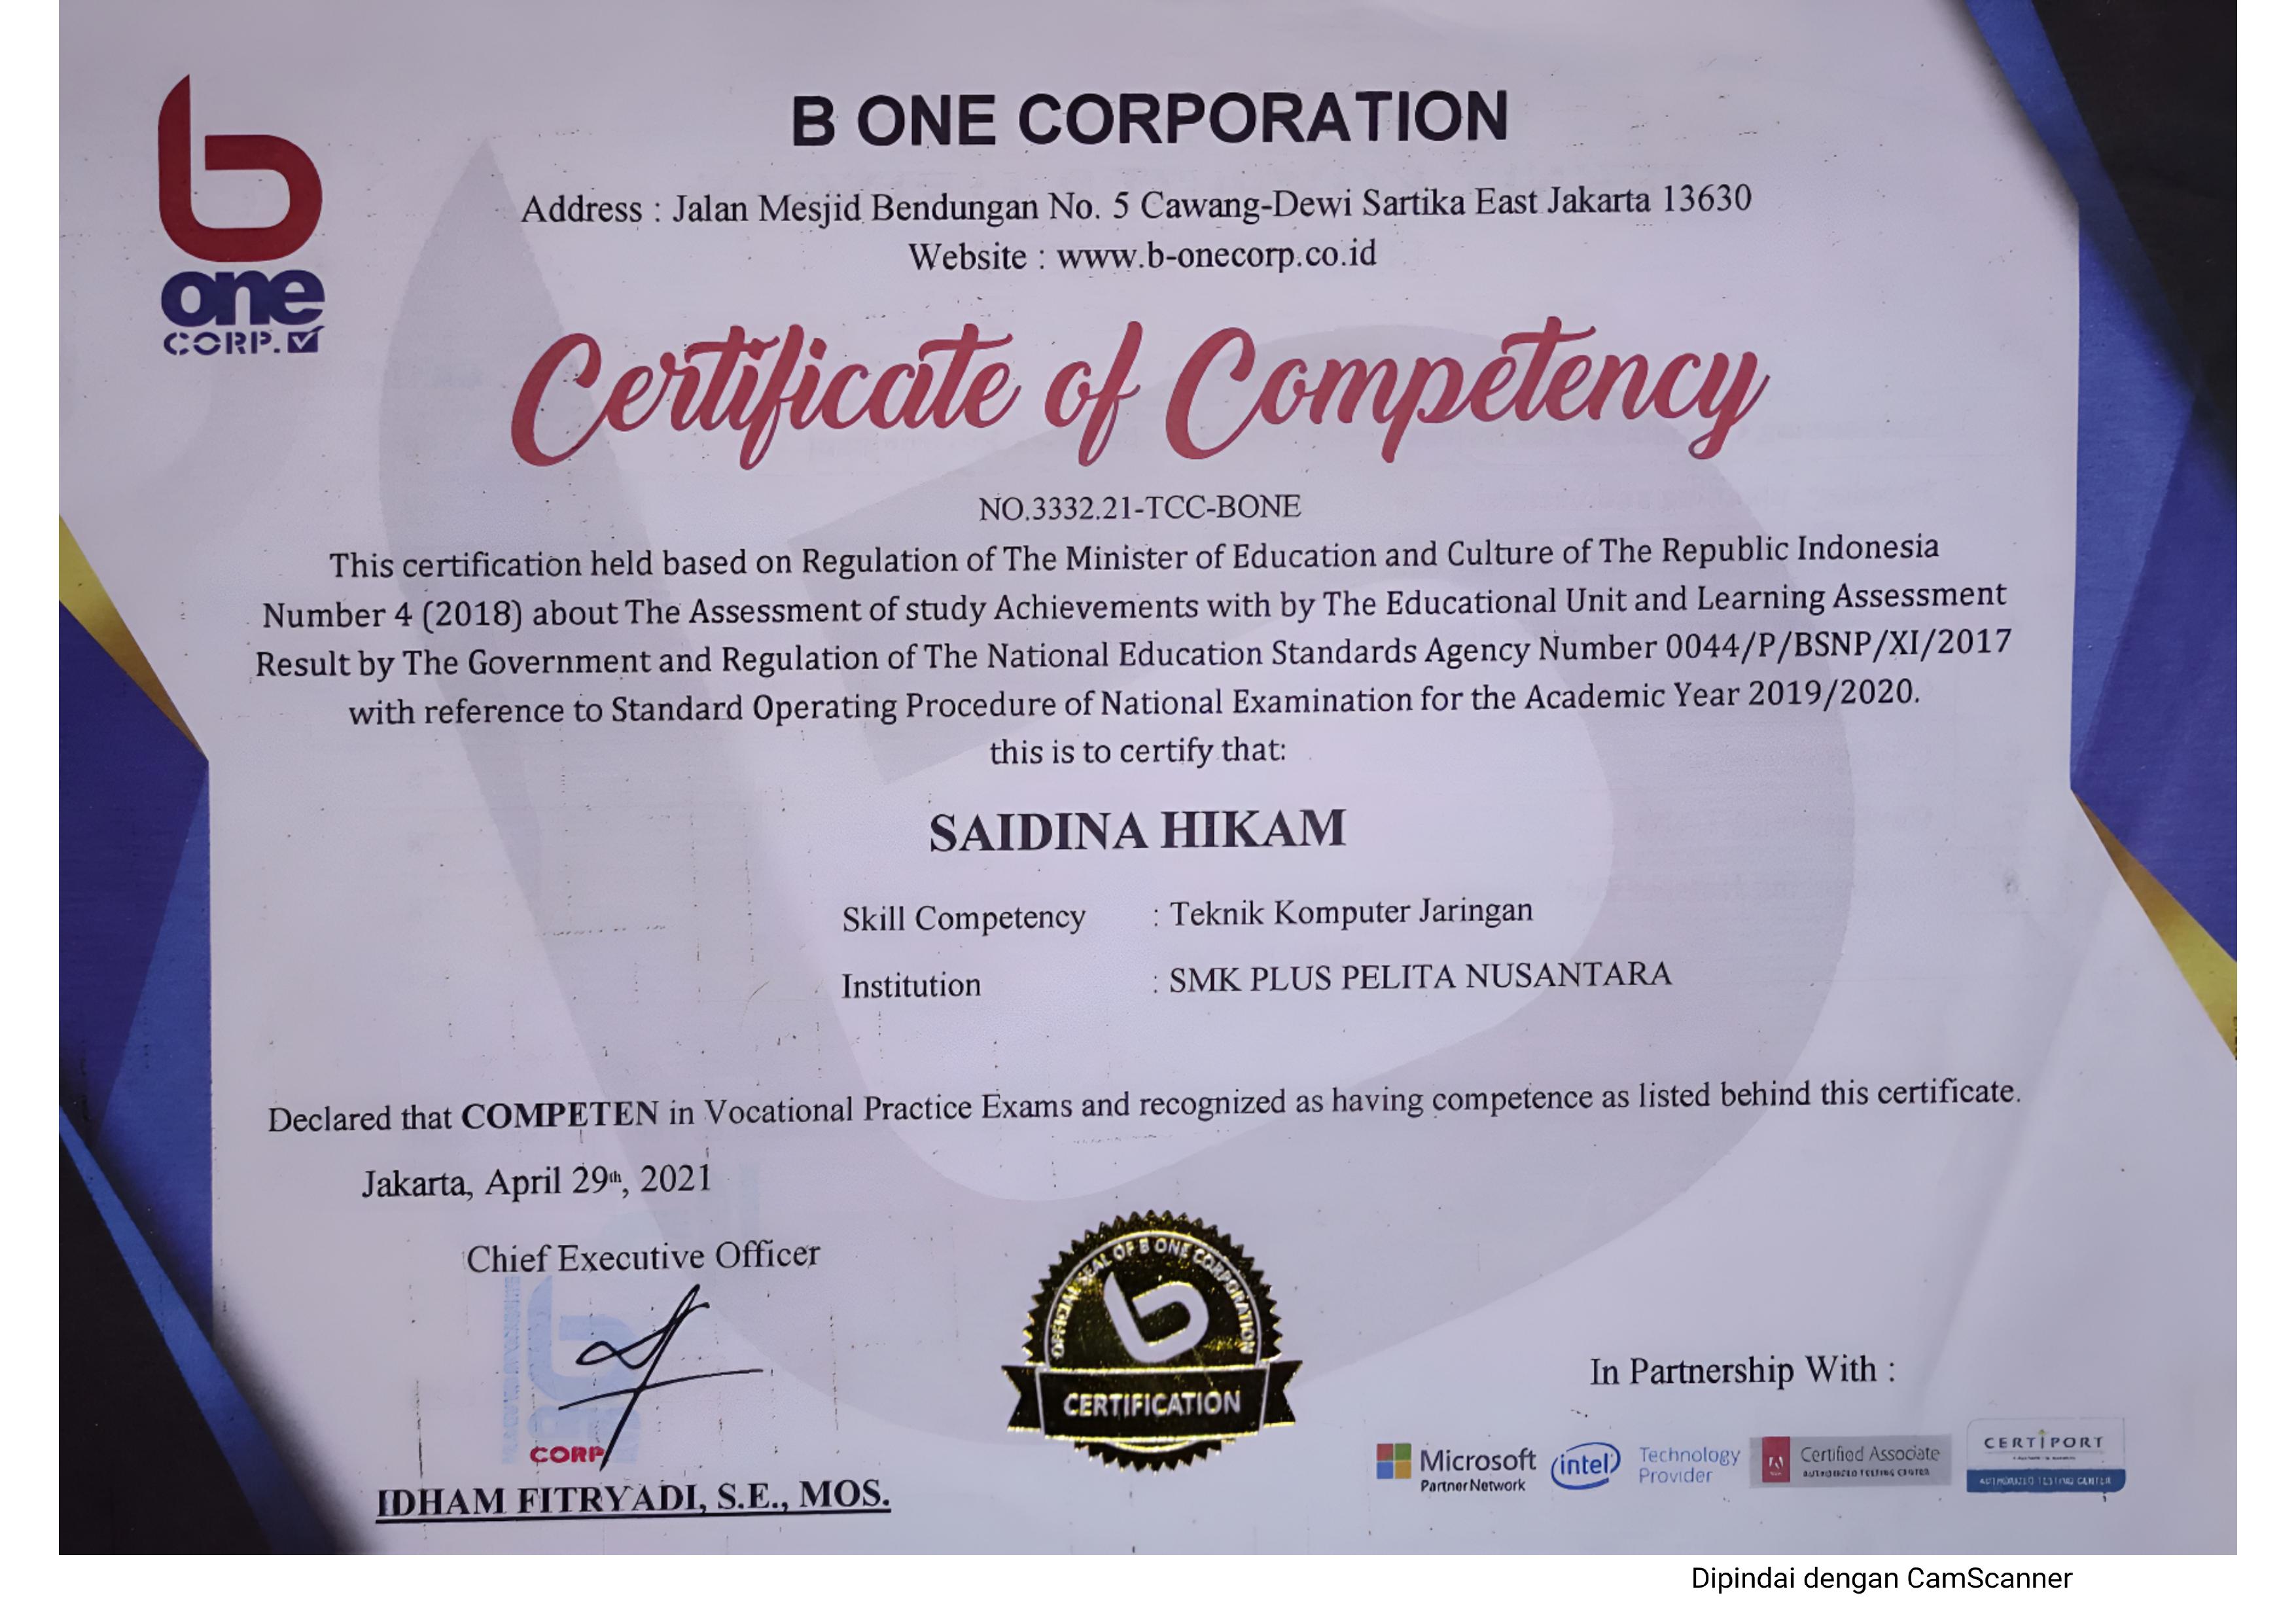 b
one
CORP.
B ONE CORPORATION
Address : Jalan Mesjid Bendungan No. 5 Cawang-Dewi Sartika East Jakarta 13630
Website : www.b-onecorp.co.id
Certificate of Competency
NO.3332.21-TCC-BONE
This certification held based on Regulation of The Minister of Education and Culture of The Republic Indonesia
Number 4 (2018) about The Assessment of study Achievements with by The Educational Unit and Learning Assessment
Result by The Government and Regulation of The National Education Standards Agency Number 0044/P/BSNP/XI/2017
with reference to Standard Operating Procedure of National Examination for the Academic Year 2019/2020.
this is to certify that:
SAIDINA HIKAM
Skill Competency : Teknik Komputer Jaringan
Institution : SMK PLUS PELITA NUSANTARA
Declared that COMPETEN in Vocational Practice Exams and recognized as having competence as listed behind this certificate.
Jakarta, April 29th, 2021
Chief Executive Officer
CORP
IDHAM FITRYADI, S.E., MOS.
OFFICIAL SEAL OF B ONE CORPORATION
b
CERTIFICATION
In Partnership With :
Microsoft
Partner Network
intel
Technology
Provider
Certified Associate
AUTHORIZED TESTING CENTER
CERTIPORT
AUTHORIZED TESTING CENTER
Dipindai dengan CamScanner